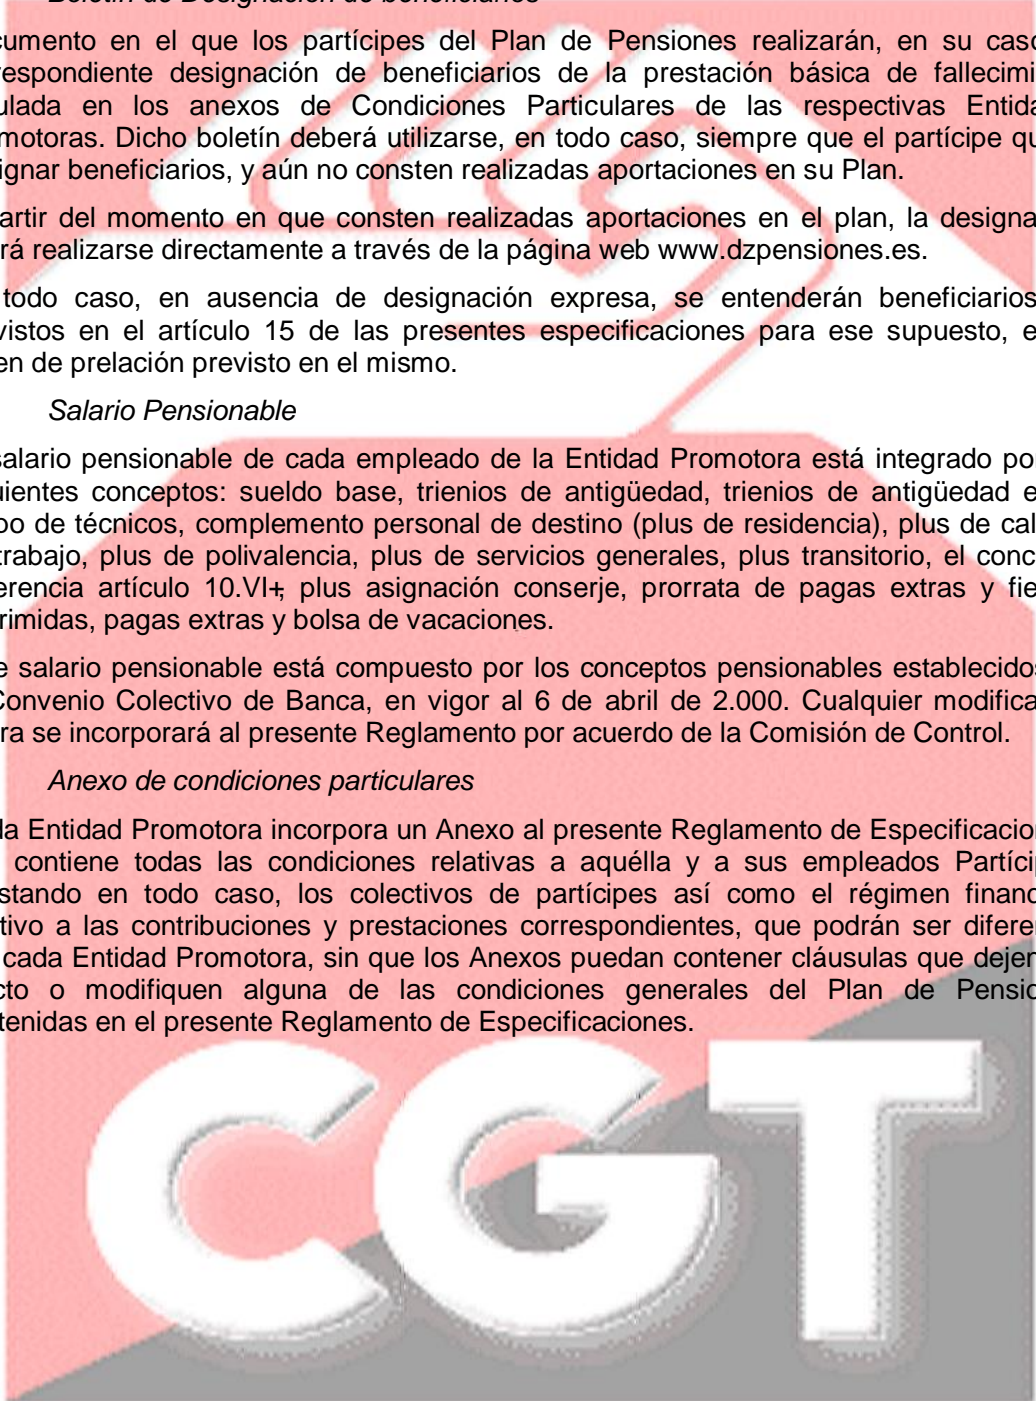 Boletín de Designación de beneficiarios
cumento en el que los partícipes del Plan de Pensiones realizarán, en su caso
respondiente designación de beneficiarios de la prestación básica de fallecimi
ulada en los anexos de Condiciones Particulares de las respectivas Entida
motoras. Dicho boletín deberá utilizarse, en todo caso, siempre que el partícipe qu
ignar beneficiarios, y aún no consten realizadas aportaciones en su Plan.
artir del momento en que consten realizadas aportaciones en el plan, la designa
rá realizarse directamente a través de la página web www.dzpensiones.es.
todo caso, en ausencia de designación expresa, se entenderán beneficiarios
vistos en el artículo 15 de las presentes especificaciones para ese supuesto, e
en de prelación previsto en el mismo.
Salario Pensionable
salario pensionable de cada empleado de la Entidad Promotora está integrado po
uientes conceptos: sueldo base, trienios de antigüedad, trienios de antigüedad e
po de técnicos, complemento personal de destino (plus de residencia), plus de cal
trabajo, plus de polivalencia, plus de servicios generales, plus transitorio, el conc
erencia artículo 10.VI+, plus asignación conserje, prorrata de pagas extras y fie
rimidas, pagas extras y bolsa de vacaciones.
e salario pensionable está compuesto por los conceptos pensionables establecidos
Convenio Colectivo de Banca, en vigor al 6 de abril de 2.000. Cualquier modifica
ra se incorporará al presente Reglamento por acuerdo de la Comisión de Control.
Anexo de condiciones particulares
da Entidad Promotora incorpora un Anexo al presente Reglamento de Especificacion
contiene todas las condiciones relativas a aquélla y a sus empleados Partícip
stando en todo caso, los colectivos de partícipes así como el régimen financ
tivo a las contribuciones y prestaciones correspondientes, que podrán ser diferen
cada Entidad Promotora, sin que los Anexos puedan contener cláusulas que dejen
cto o modifiquen alguna de las condiciones generales del Plan de Pensio
tenidas en el presente Reglamento de Especificaciones.
CGT